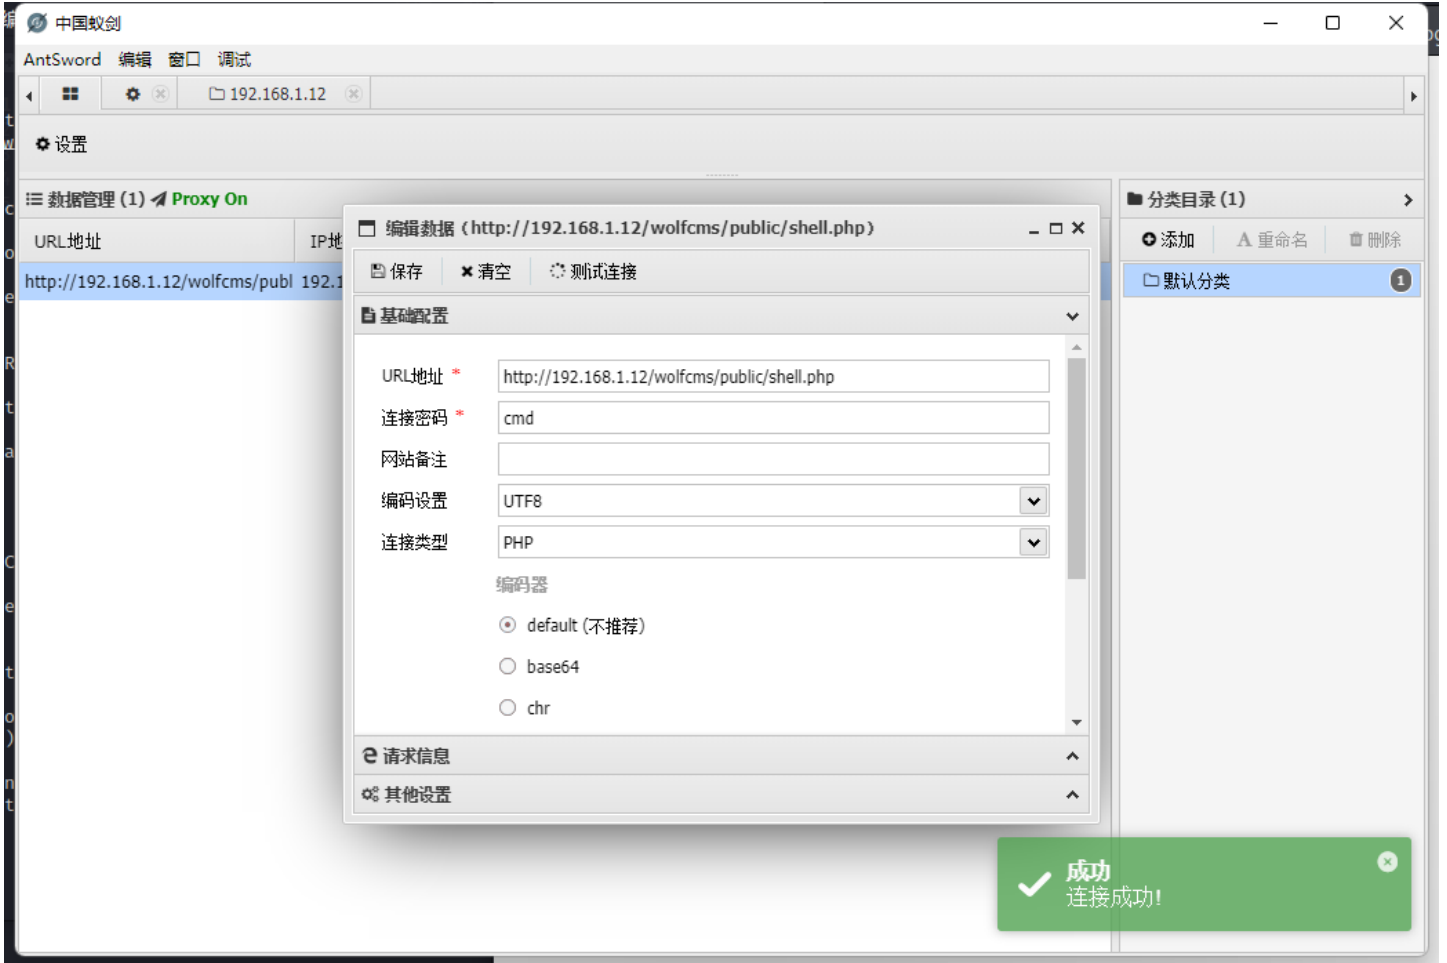 中国蚁剑
AntSword 编辑 窗口 调试
192.168.1.12
设置
数据管理 (1) Proxy On
URL地址 IP地
http://192.168.1.12/wolfcms/publ 192.1
编辑数据 (http://192.168.1.12/wolfcms/public/shell.php)
保存 清空 测试连接
基础配置
URL地址 * http://192.168.1.12/wolfcms/public/shell.php
连接密码 * cmd
网站备注
编码设置 UTF8
连接类型 PHP
编码器
default (不推荐)
base64
chr
请求信息
其他设置
分类目录 (1)
添加 重命名 删除
默认分类 1
成功
连接成功!